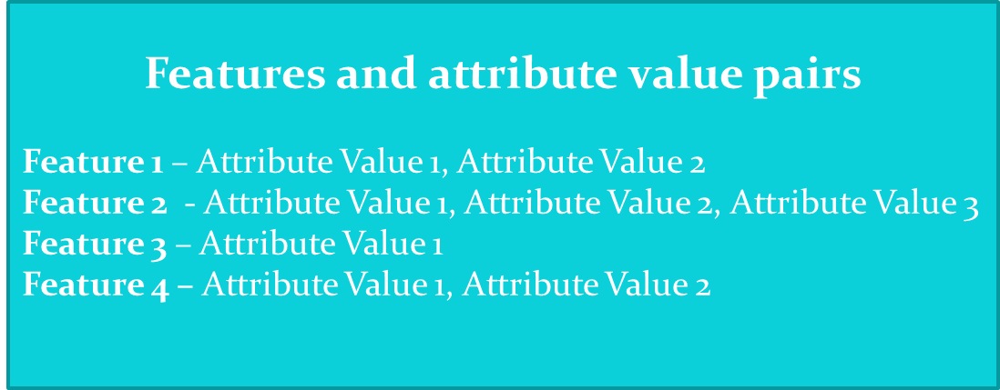 Features and attribute value pairs
Feature 1 – Attribute Value 1, Attribute Value 2
Feature 2  - Attribute Value 1, Attribute Value 2, Attribute Value 3
Feature 3 – Attribute Value 1
Feature 4 – Attribute Value 1, Attribute Value 2